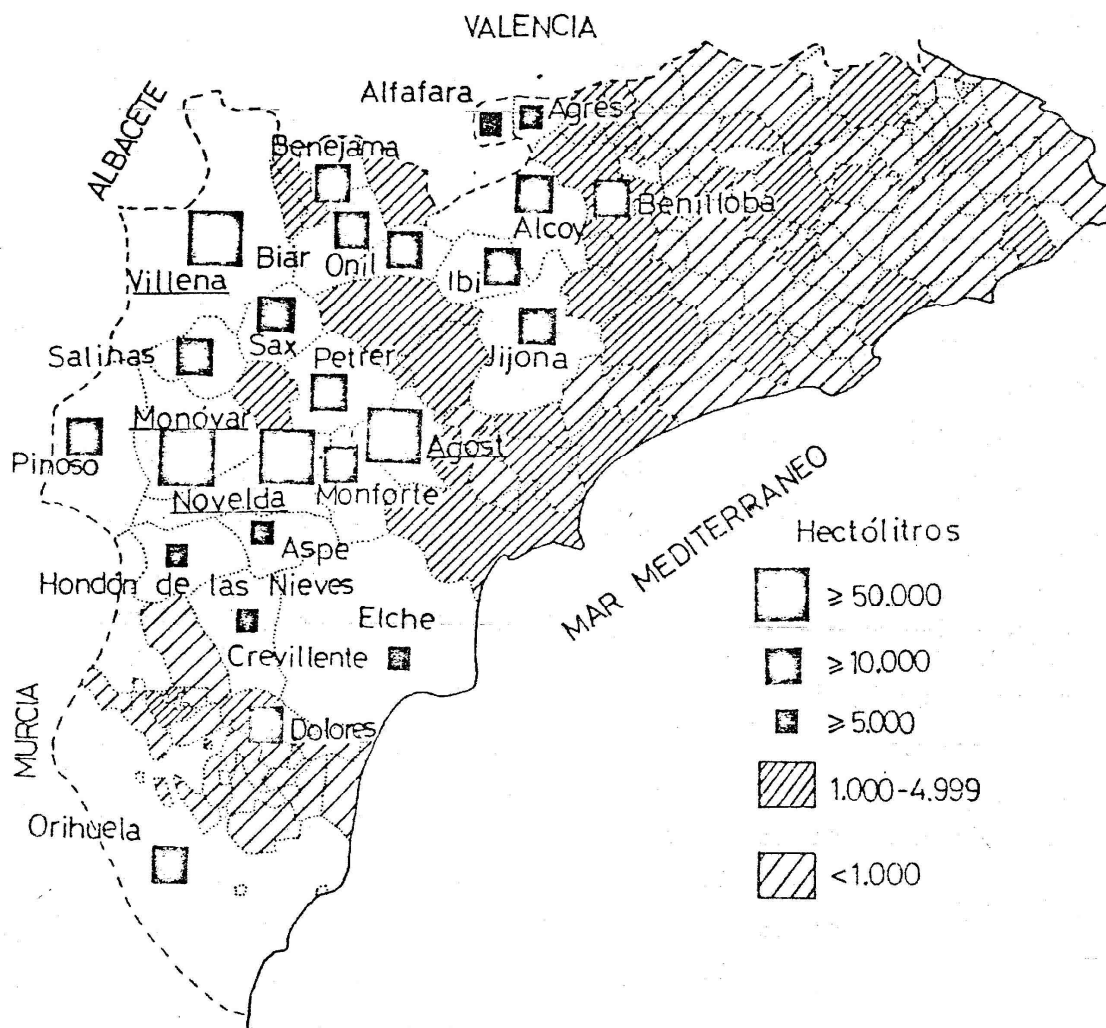 VALENCIA
ALBACETE
Alfafara
Agres
Benejama
Alcoy
Benilloba
Villena
Biar
Onil
Ibi
Sax
Salinas
Petrer
Jijona
Monóvar
Agost
Pinoso
Novelda
Monforte
Aspe
Hondón de las Nieves
Elche
Crevillente
Dolores
MURCIA
Orihuela
MAR MEDITERRANEO
Hectólitros
≥ 50.000
≥ 10.000
≥ 5.000
1.000-4.999
<1.000